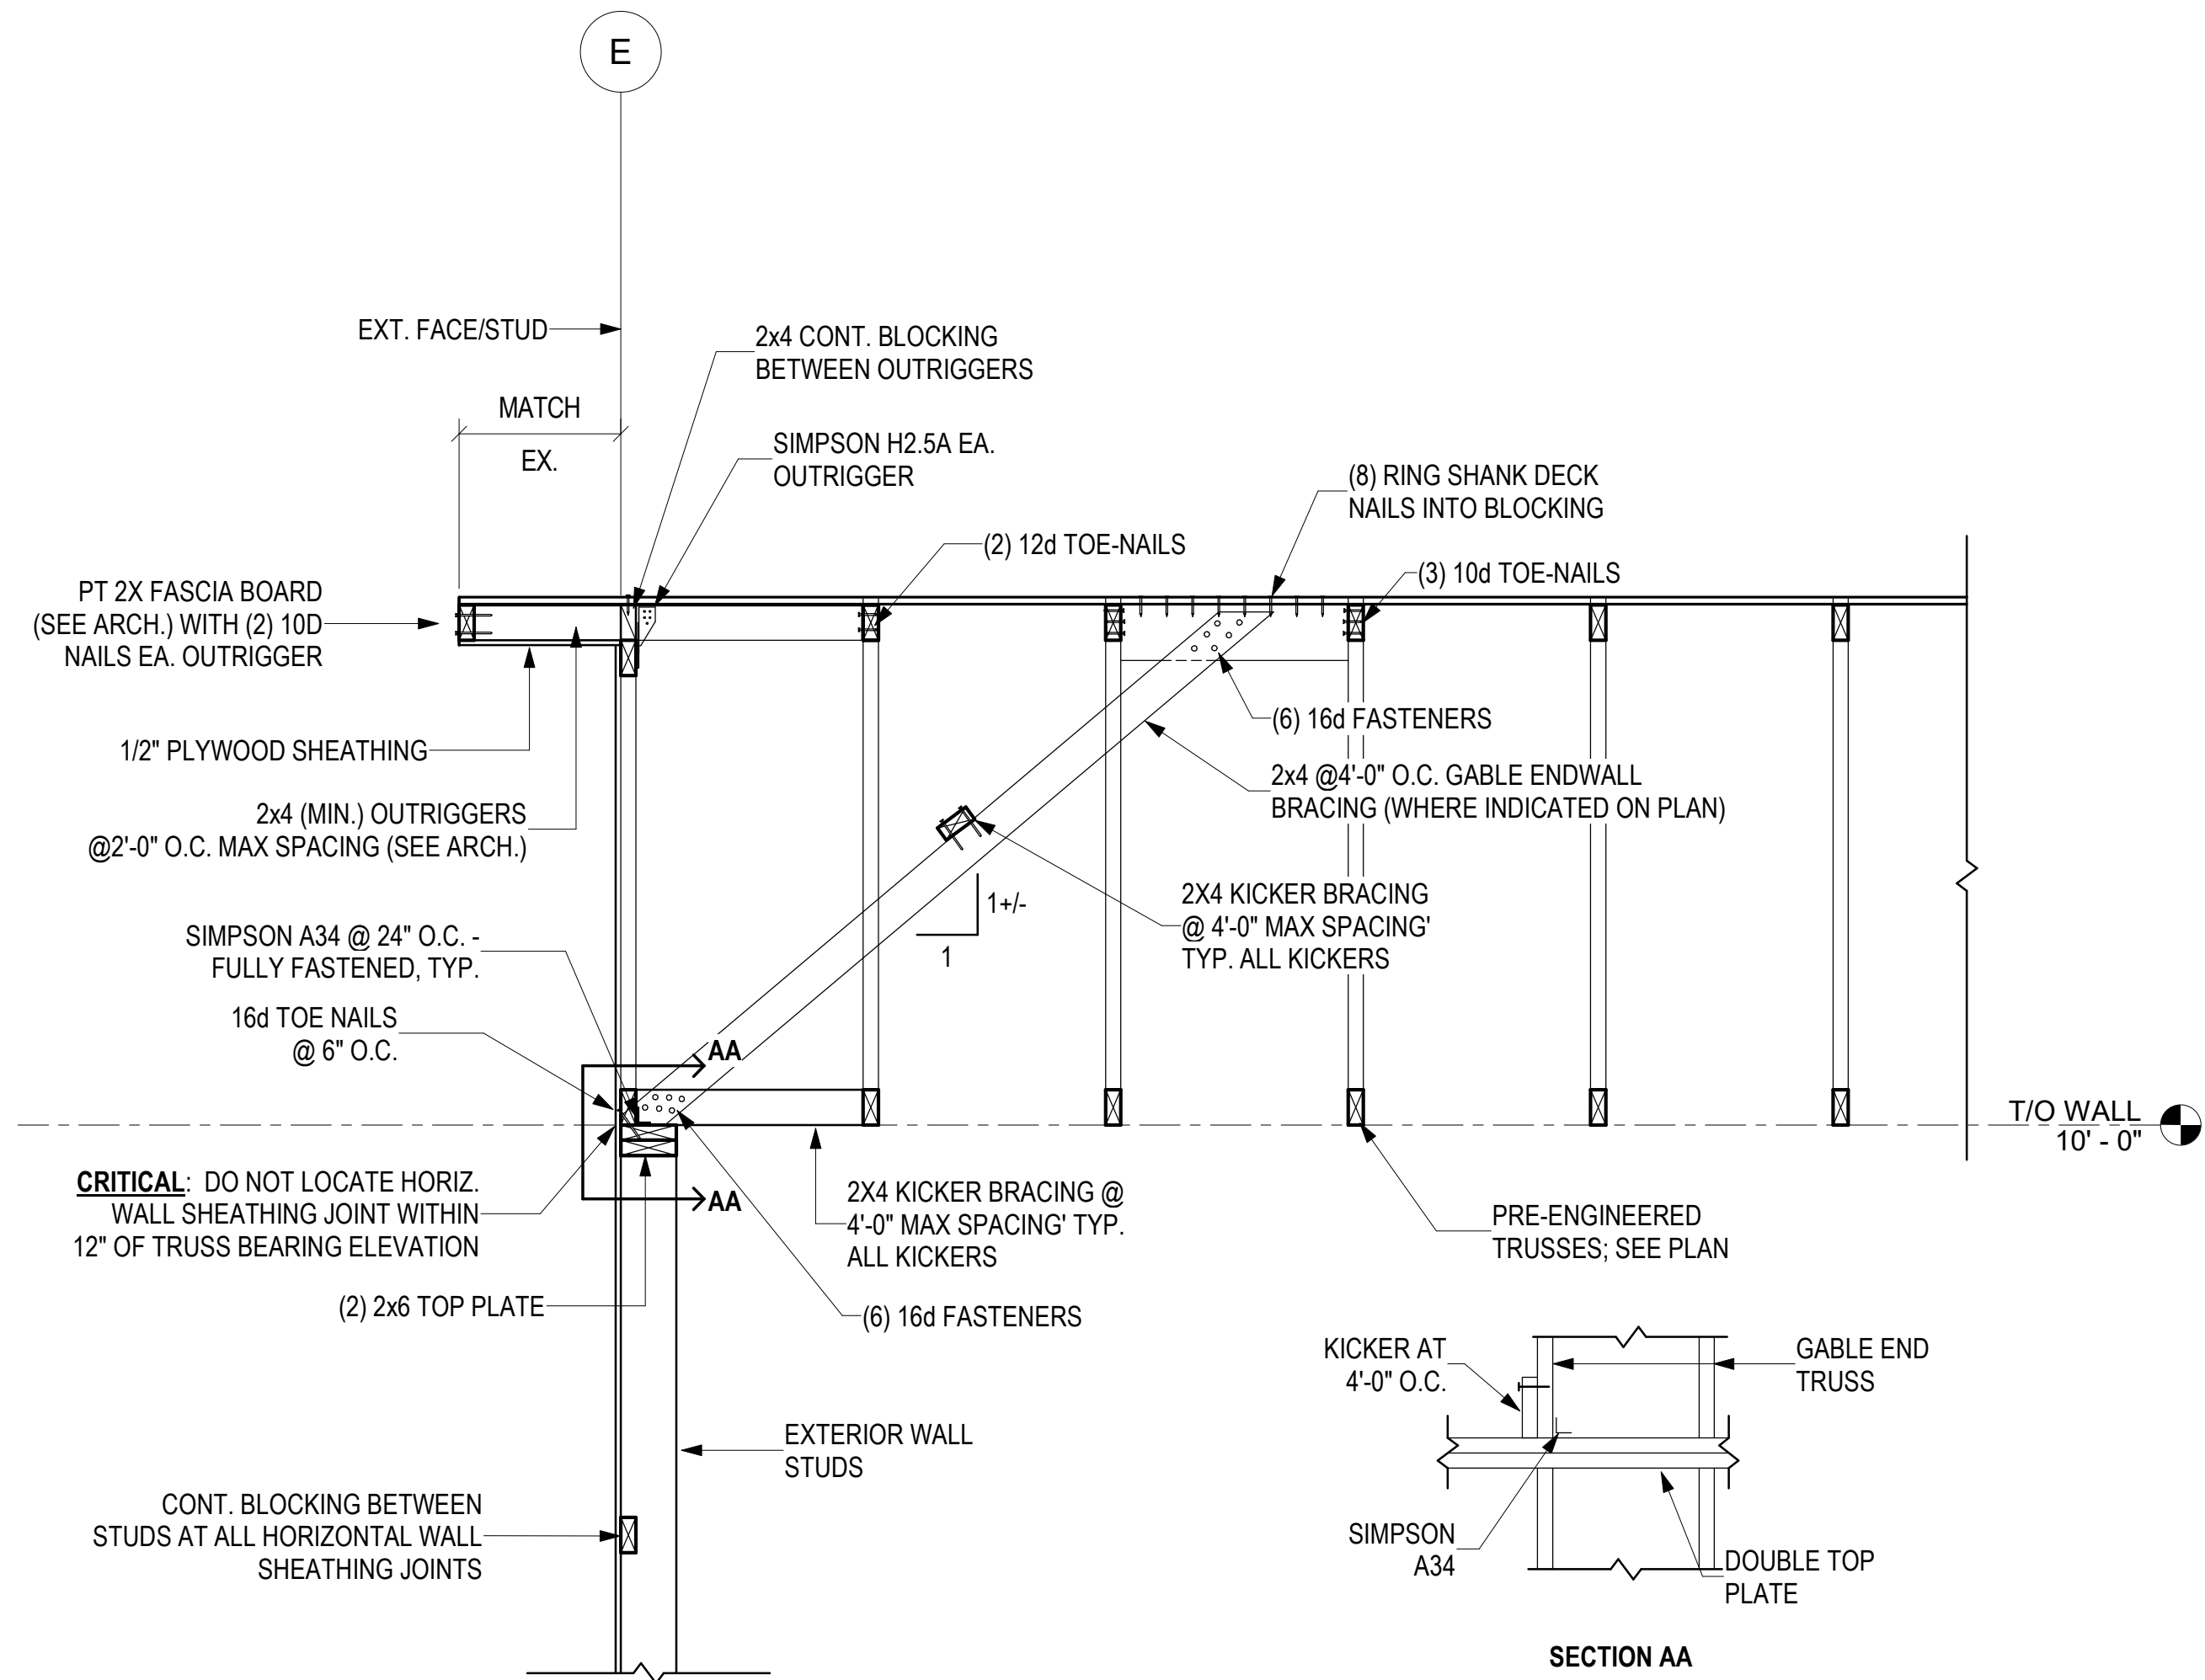 E
EXT. FACE/STUD
2x4 CONT. BLOCKING
BETWEEN OUTRIGGERS
MATCH
EX.
SIMPSON H2.5A EA.
OUTRIGGER
(8) RING SHANK DECK
NAILS INTO BLOCKING
(2) 12d TOE-NAILS
(3) 10d TOE-NAILS
PT 2X FASCIA BOARD
(SEE ARCH.) WITH (2) 10D
NAILS EA. OUTRIGGER
(6) 16d FASTENERS
1/2" PLYWOOD SHEATHING
2x4 @4'-0" O.C. GABLE ENDWALL
BRACING (WHERE INDICATED ON PLAN)
2x4 (MIN.) OUTRIGGERS
@2'-0" O.C. MAX SPACING (SEE ARCH.)
1+/-
1
2X4 KICKER BRACING
@ 4'-0" MAX SPACING'
TYP. ALL KICKERS
SIMPSON A34 @ 24" O.C. -
FULLY FASTENED, TYP.
16d TOE NAILS
@ 6" O.C.
AA
T/O WALL
10' - 0"
CRITICAL: DO NOT LOCATE HORIZ.
WALL SHEATHING JOINT WITHIN
12" OF TRUSS BEARING ELEVATION
AA
2X4 KICKER BRACING @
4'-0" MAX SPACING' TYP.
ALL KICKERS
PRE-ENGINEERED
TRUSSES; SEE PLAN
(2) 2x6 TOP PLATE
(6) 16d FASTENERS
KICKER AT
4'-0" O.C.
GABLE END
TRUSS
EXTERIOR WALL
STUDS
CONT. BLOCKING BETWEEN
STUDS AT ALL HORIZONTAL WALL
SHEATHING JOINTS
SIMPSON
A34
DOUBLE TOP
PLATE
SECTION AA